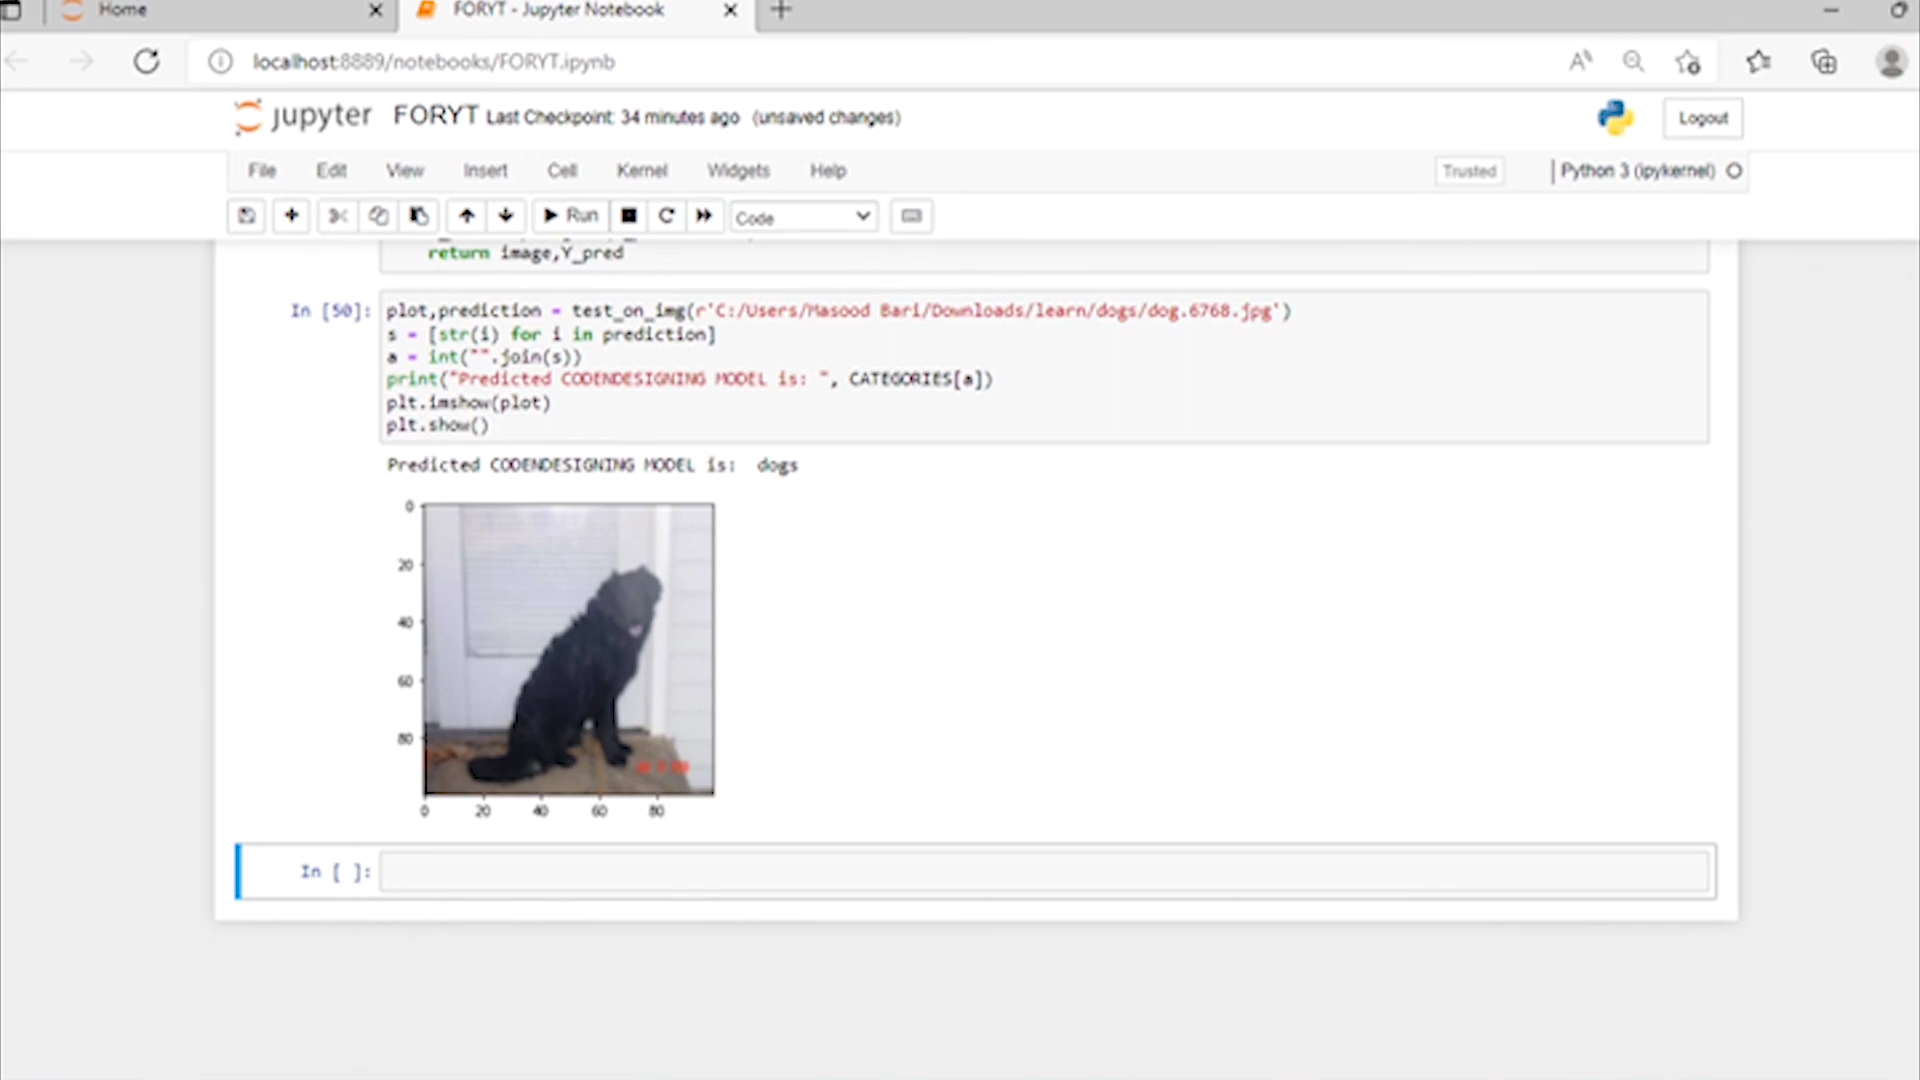 Home
FORYT - Jupyter Notebook
localhost:8889/notebooks/FORYT.ipynb
jupyter FORYT Last Checkpoint: 34 minutes ago (unsaved changes)
Logout
File Edit View Insert Cell Kernel Widgets Help
Trusted
Python 3 (ipykernel)
Run
Code
return image,Y_pred
In [50]: plot,prediction = test_on_img(r'C:/Users/Masood Bari/Downloads/learn/dogs/dog.6768.jpg')
s = [str(i) for i in prediction]
a = int("".join(s))
print("Predicted CODENDESIGNING MODEL is: ", CATEGORIES[a])
plt.imshow(plot)
plt.show()
Predicted CODENDESIGNING MODEL is: dogs
0
20
40
60
80
0 20 40 60 80
In [ ]: